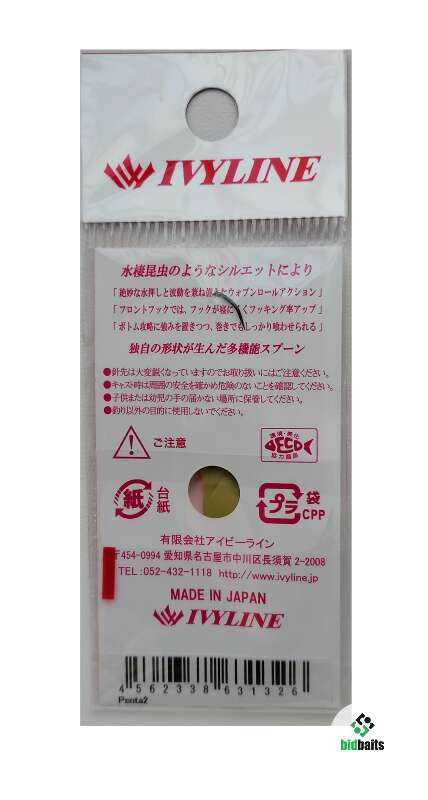 IVYLINE
水棲昆虫のようなシルエットにより
「絶妙な水押しと波動を兼ね備えたウォブンロールアクション」
「フロントフックでは、フックが寝にくくフッキング率アップ」
「ボトム攻略に強みを置きつつ、巻きでもしっかり喰わせられる」
独自の形状が生んだ多機能スプーン
●針先は大変鋭くなっていますのでお取り扱いにはご注意ください。
●キャスト時は周囲の安全を確かめ危険のないことを確認してください。
●子供または幼児の手の届かない場所に保管してください。
●釣り以外の目的に使用しないでください。
ご注意
環境・美化
ECO
協力商品
紙
台紙
プラ
袋
CPP
有限会社アイビーライン
〒454-0994 愛知県名古屋市中川区長須賀 2-2008
TEL:052-432-1118 http://www.ivyline.jp
MADE IN JAPAN
IVYLINE
4562338631326
Penta2
bidbaits